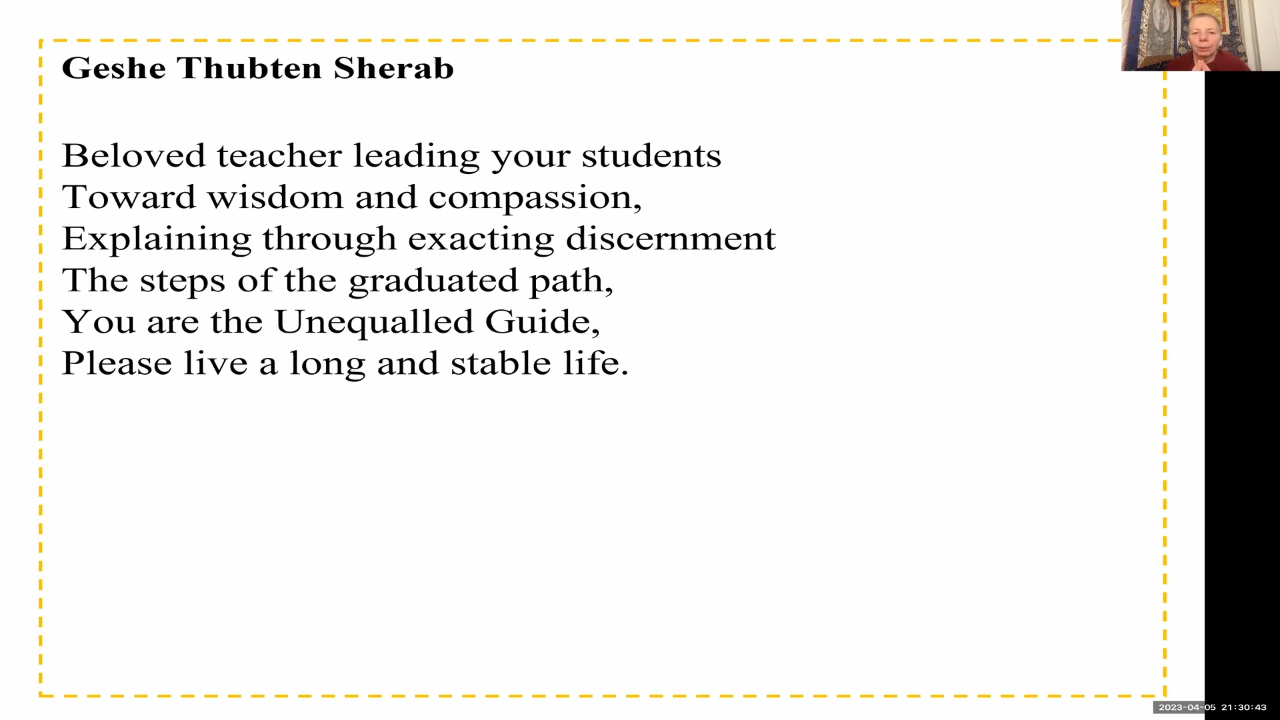 Geshe Thubten Sherab
Beloved teacher leading your students
Toward wisdom and compassion,
Explaining through exacting discernment
The steps of the graduated path,
You are the Unequalled Guide,
Please live a long and stable life.
2023-04-05 21:30:43